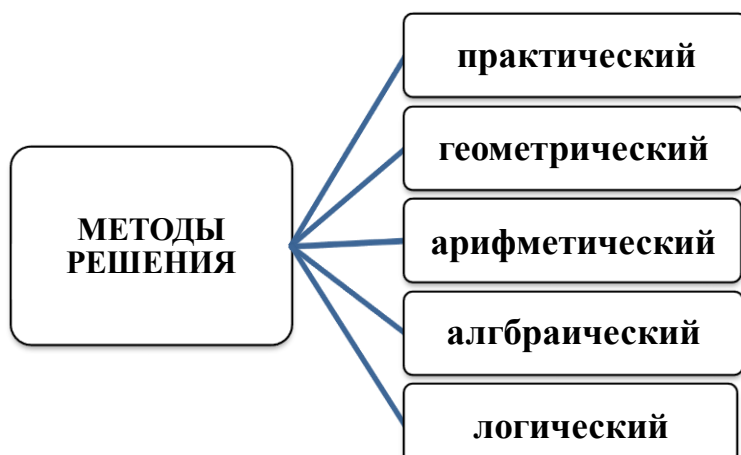 МЕТОДЫ
РЕШЕНИЯ
практический
геометрический
арифметический
алгбраический
логический